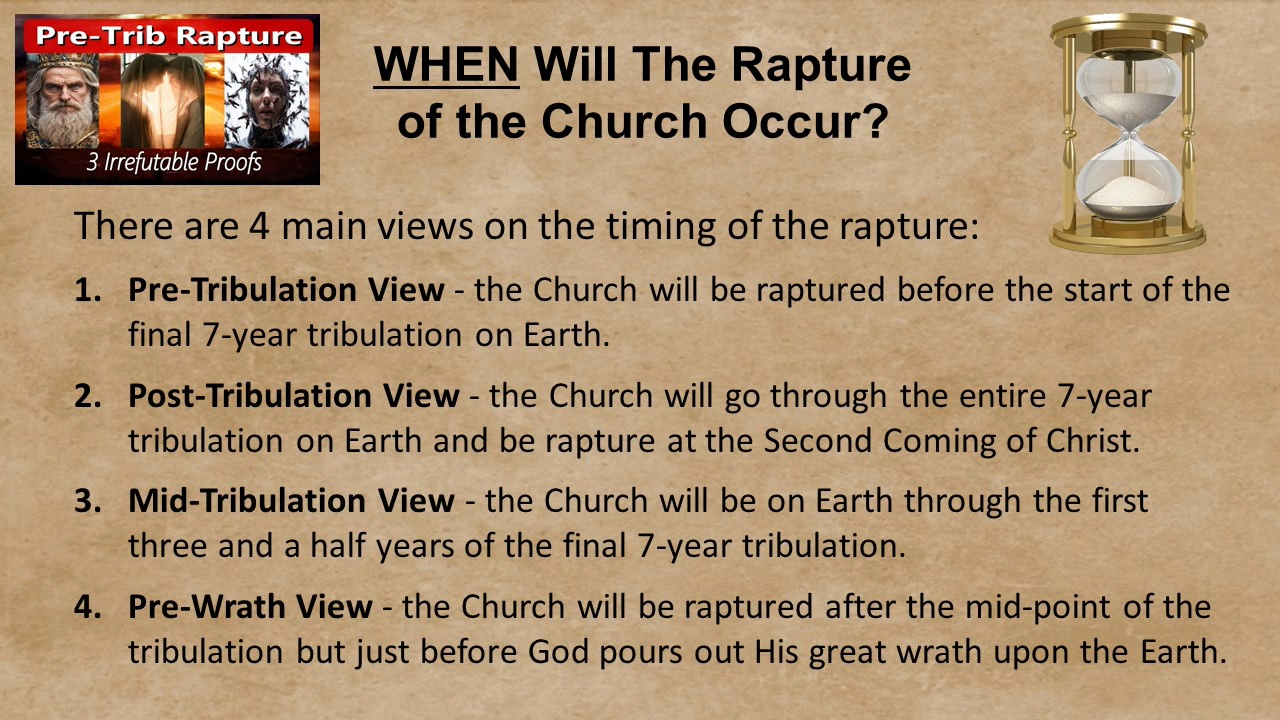 Pre-Trib Rapture
3 Irrefutable Proofs
WHEN Will The Rapture
of the Church Occur?
There are 4 main views on the timing of the rapture:
1. Pre-Tribulation View - the Church will be raptured before the start of the
final 7-year tribulation on Earth.
2. Post-Tribulation View - the Church will go through the entire 7-year
tribulation on Earth and be rapture at the Second Coming of Christ.
3. Mid-Tribulation View - the Church will be on Earth through the first
three and a half years of the final 7-year tribulation.
4. Pre-Wrath View - the Church will be raptured after the mid-point of the
tribulation but just before God pours out His great wrath upon the Earth.